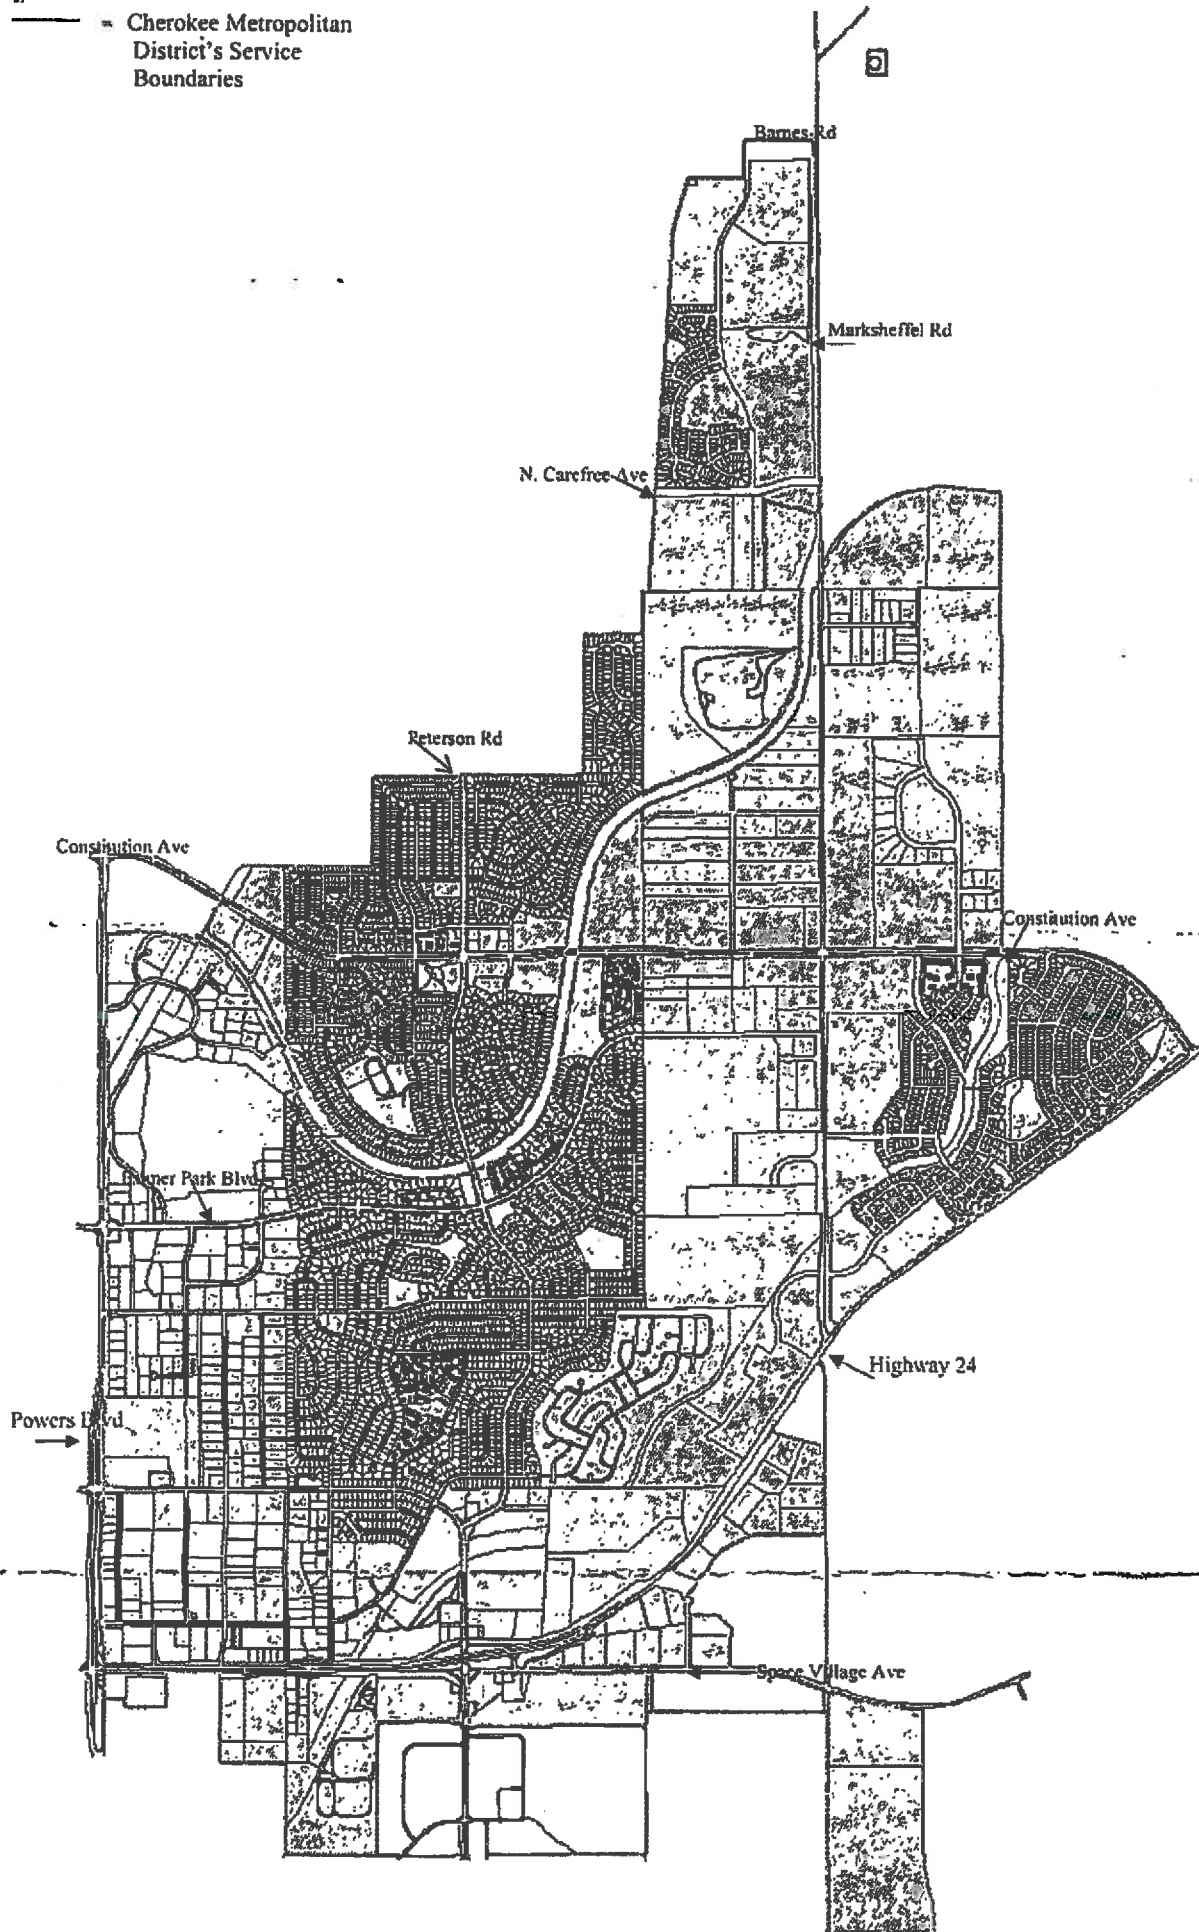 = Cherokee Metropolitan
District's Service
Boundaries
Barnes Rd
Marksheffel Rd
N. Carefree Ave
Peterson Rd
Constitution Ave
Constitution Ave
Palmer Park Blvd
Highway 24
Powers Blvd
Space Village Ave